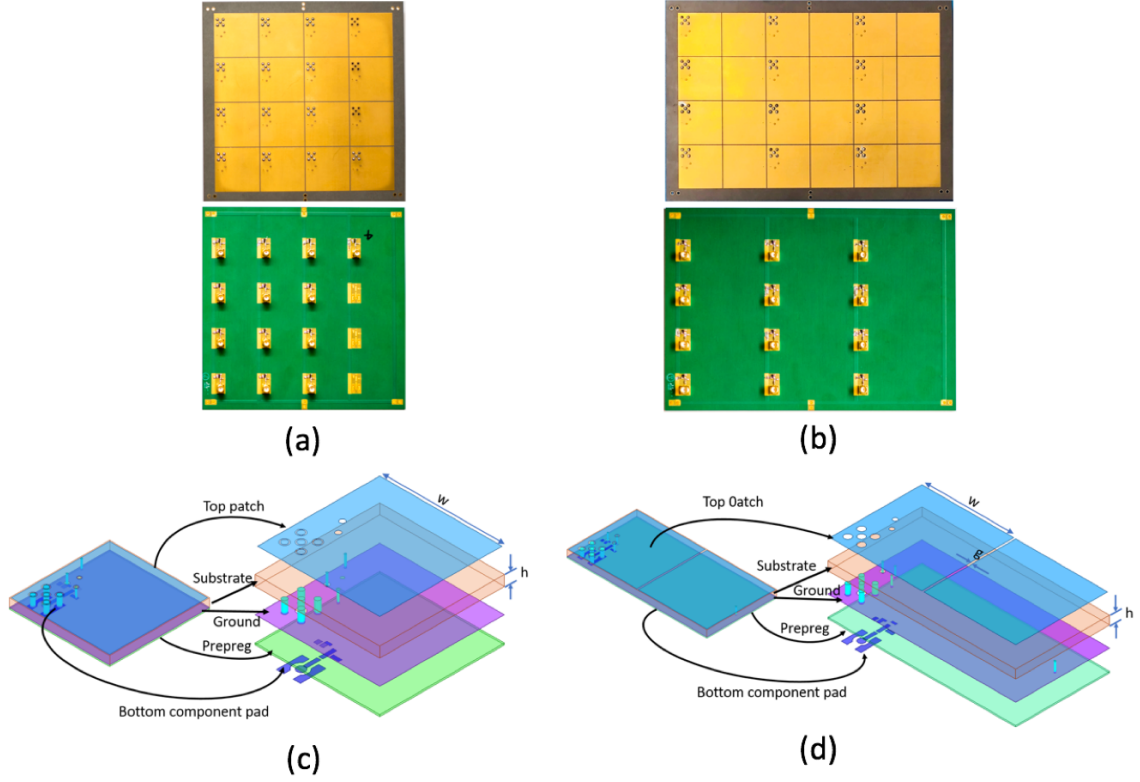 (a)
(b)
Top patch
W
Substrate
h
Ground
Prepreg
Bottom component pad
(c)
Top 0atch
W
g
Substrate
Ground
h
Prepreg
Bottom component pad
(d)